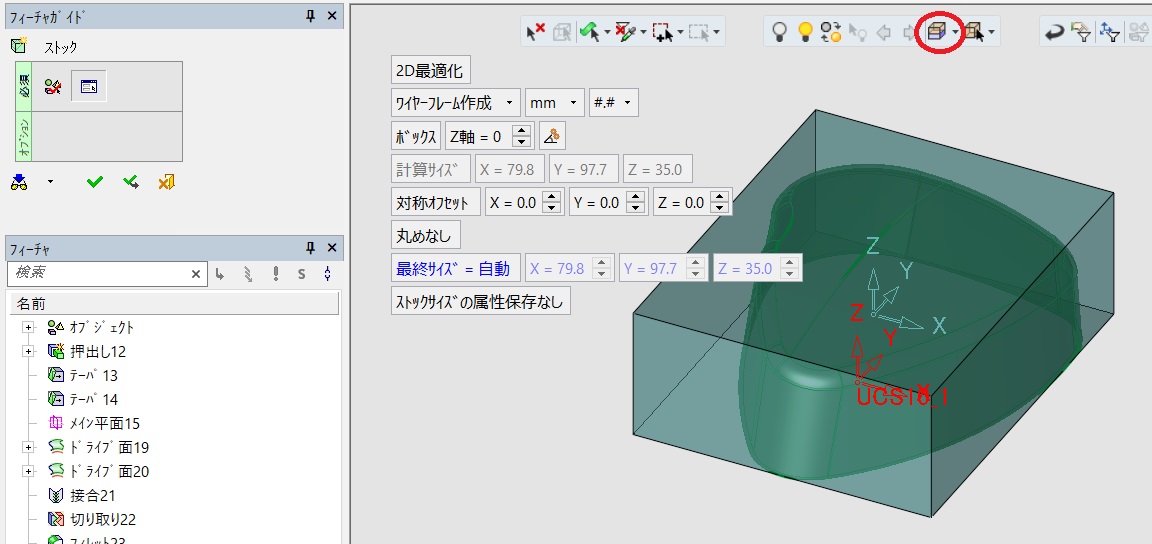 フィーチャガイド
ストック
必須
オプション
2D最適化
ワイヤーフレーム作成 mm #.#
ボックス Z軸 = 0
計算サイズ X = 79.8 Y = 97.7 Z = 35.0
対称オフセット X = 0.0 Y = 0.0 Z = 0.0
丸めなし
最終サイズ = 自動 X = 79.8 Y = 97.7 Z = 35.0
ストックサイズの属性保存なし
フィーチャ
検索
S
名前
オブジェクト
押出し12
テーパ13
テーパ14
メイン平面15
ドライブ面19
ドライブ面20
接合21
切り取り22
フィレット23
Z
Y
X
Z
Y
X
UCS16_1